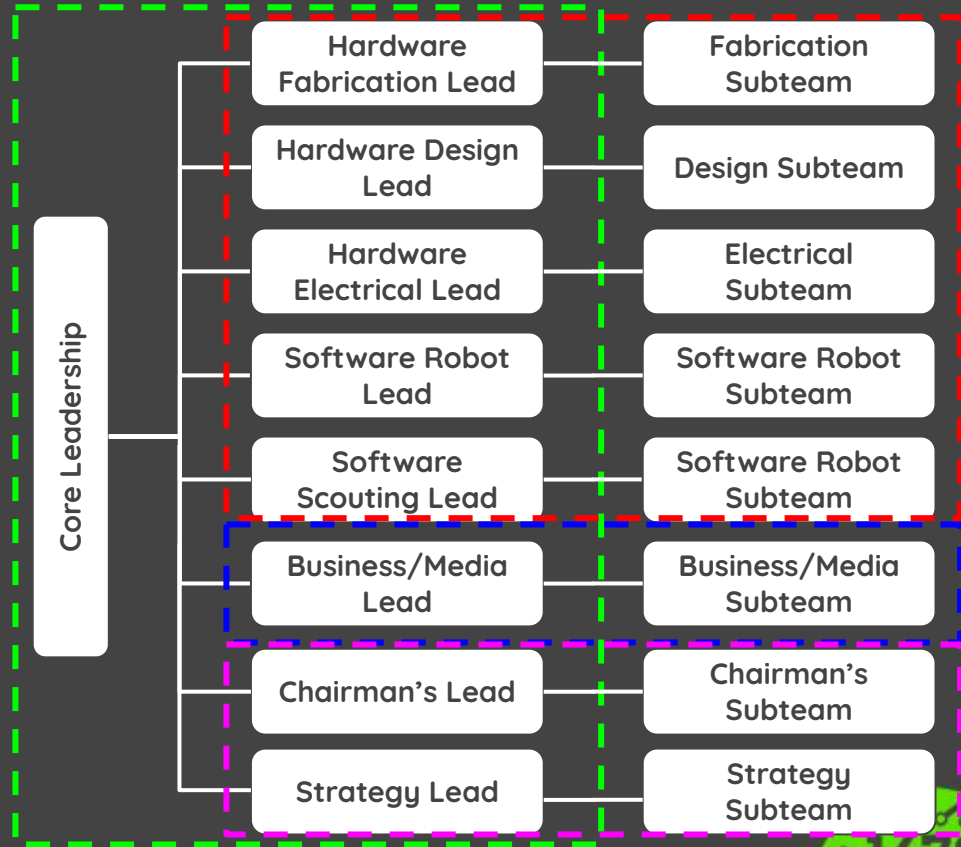 Hardware
Fabrication Lead
Fabrication
Subteam
Hardware Design
Lead
Design Subteam
Hardware
Electrical Lead
Electrical
Subteam
Core Leadership
Software Robot
Lead
Software Robot
Subteam
Software
Scouting Lead
Software Robot
Subteam
Business/Media
Lead
Business/Media
Subteam
Chairman’s Lead
Chairman’s
Subteam
Strategy Lead
Strategy
Subteam